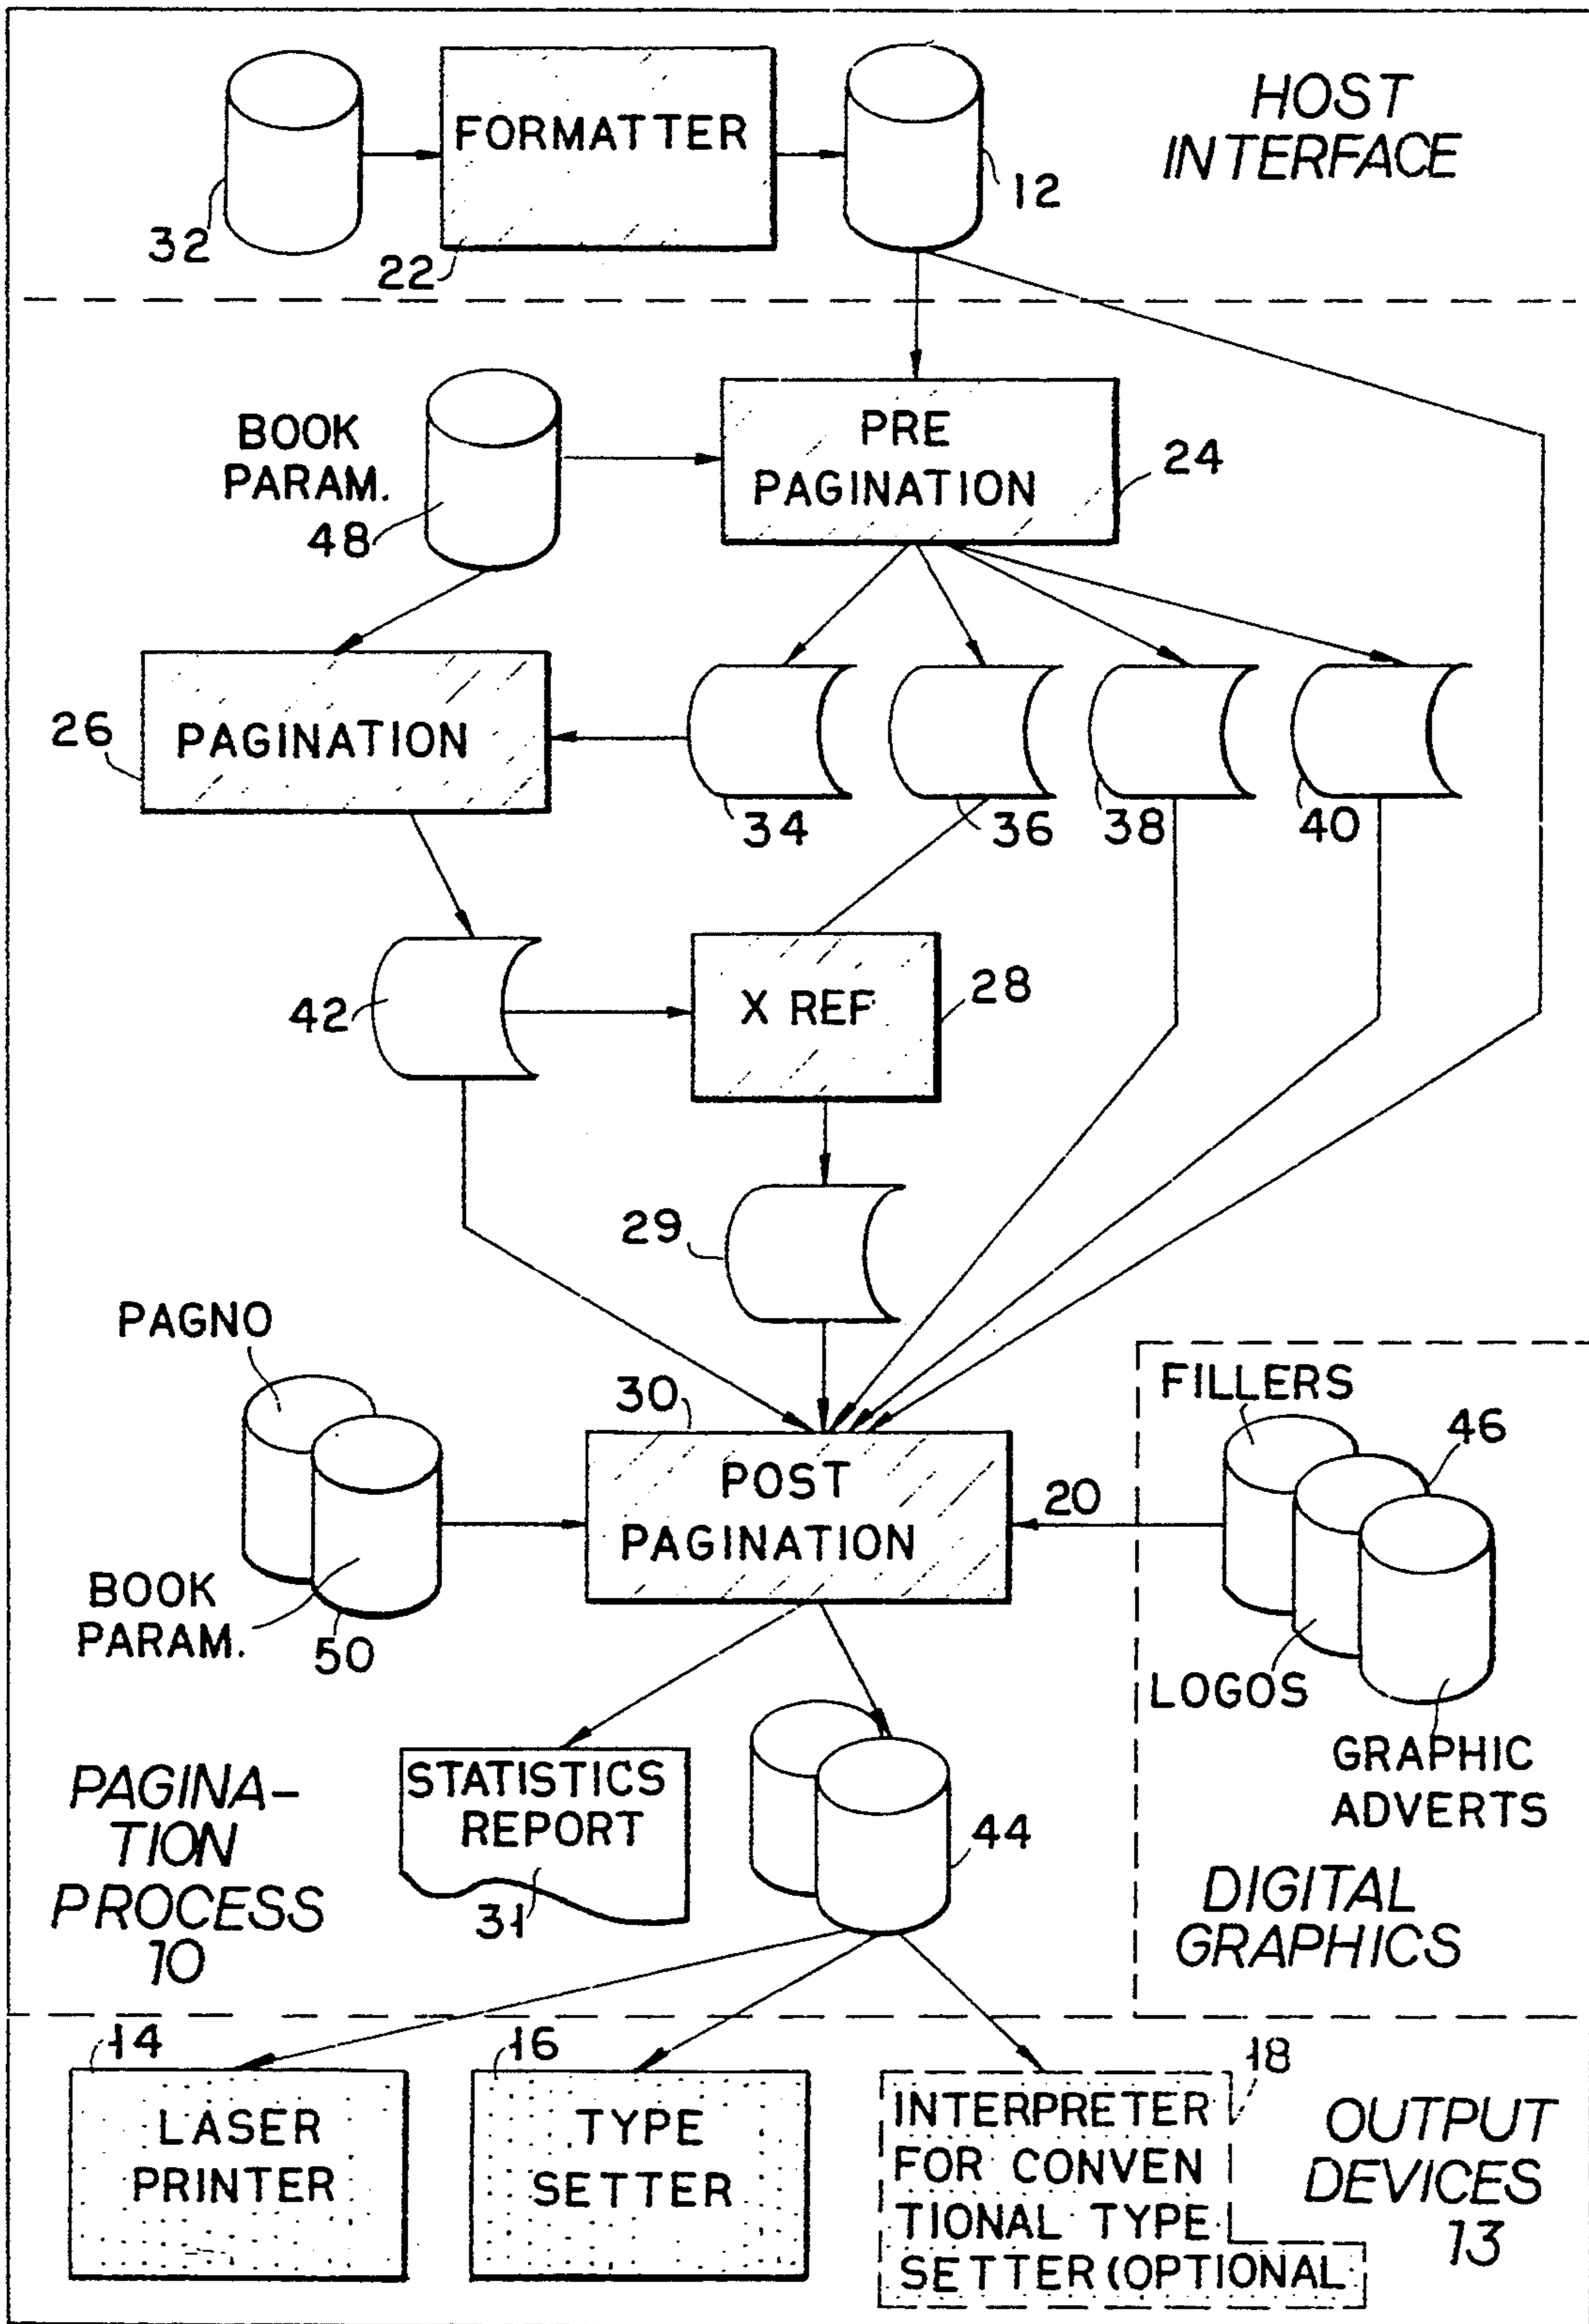 HOST
INTERFACE
FORMATTER
32
22
12
BOOK
PARAM.
48
PRE
PAGINATION
24
26
PAGINATION
34
36
38
40
42
X REF
28
29
PAGNO
30
POST
PAGINATION
20
FILLERS
46
BOOK
PARAM.
50
LOGOS
GRAPHIC
ADVERTS
STATISTICS
REPORT
31
44
PAGINA-
TION
PROCESS
10
DIGITAL
GRAPHICS
14
LASER
PRINTER
16
TYPE
SETTER
18
INTERPRETER
FOR CONVEN
TIONAL TYPE
SETTER (OPTIONAL
OUTPUT
DEVICES
13